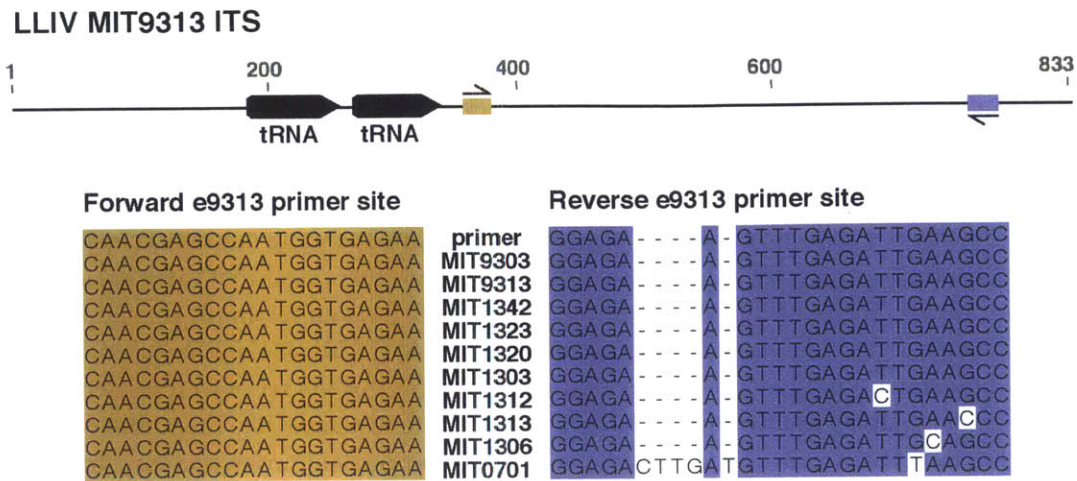 LLIV MIT9313 ITS
1 200 400 600 833
tRNA tRNA
Forward e9313 primer site Reverse e9313 primer site
CAACGAGCCAATGGTGAGAA primer GGAGA----A-GTTTGAGATTGAAGCC
CAACGAGCCAATGGTGAGAA MIT9303 GGAGA----A-GTTTGAGATTGAAGCC
CAACGAGCCAATGGTGAGAA MIT9313 GGAGA----A-GTTTGAGATTGAAGCC
CAACGAGCCAATGGTGAGAA MIT1342 GGAGA----A-GTTTGAGATTGAAGCC
CAACGAGCCAATGGTGAGAA MIT1323 GGAGA----A-GTTTGAGATTGAAGCC
CAACGAGCCAATGGTGAGAA MIT1320 GGAGA----A-GTTTGAGATTGAAGCC
CAACGAGCCAATGGTGAGAA MIT1303 GGAGA----A-GTTTGAGATTGAAGCC
CAACGAGCCAATGGTGAGAA MIT1312 GGAGA----A-GTTTGAGACTGAAGCC
CAACGAGCCAATGGTGAGAA MIT1313 GGAGA----A-GTTTGAGATTGAACCC
CAACGAGCCAATGGTGAGAA MIT1306 GGAGA----A-GTTTGAGATTGCAGCC
CAACGAGCCAATGGTGAGAA MIT0701 GGAGACTTGATGTTTGAGATTTAAGCC